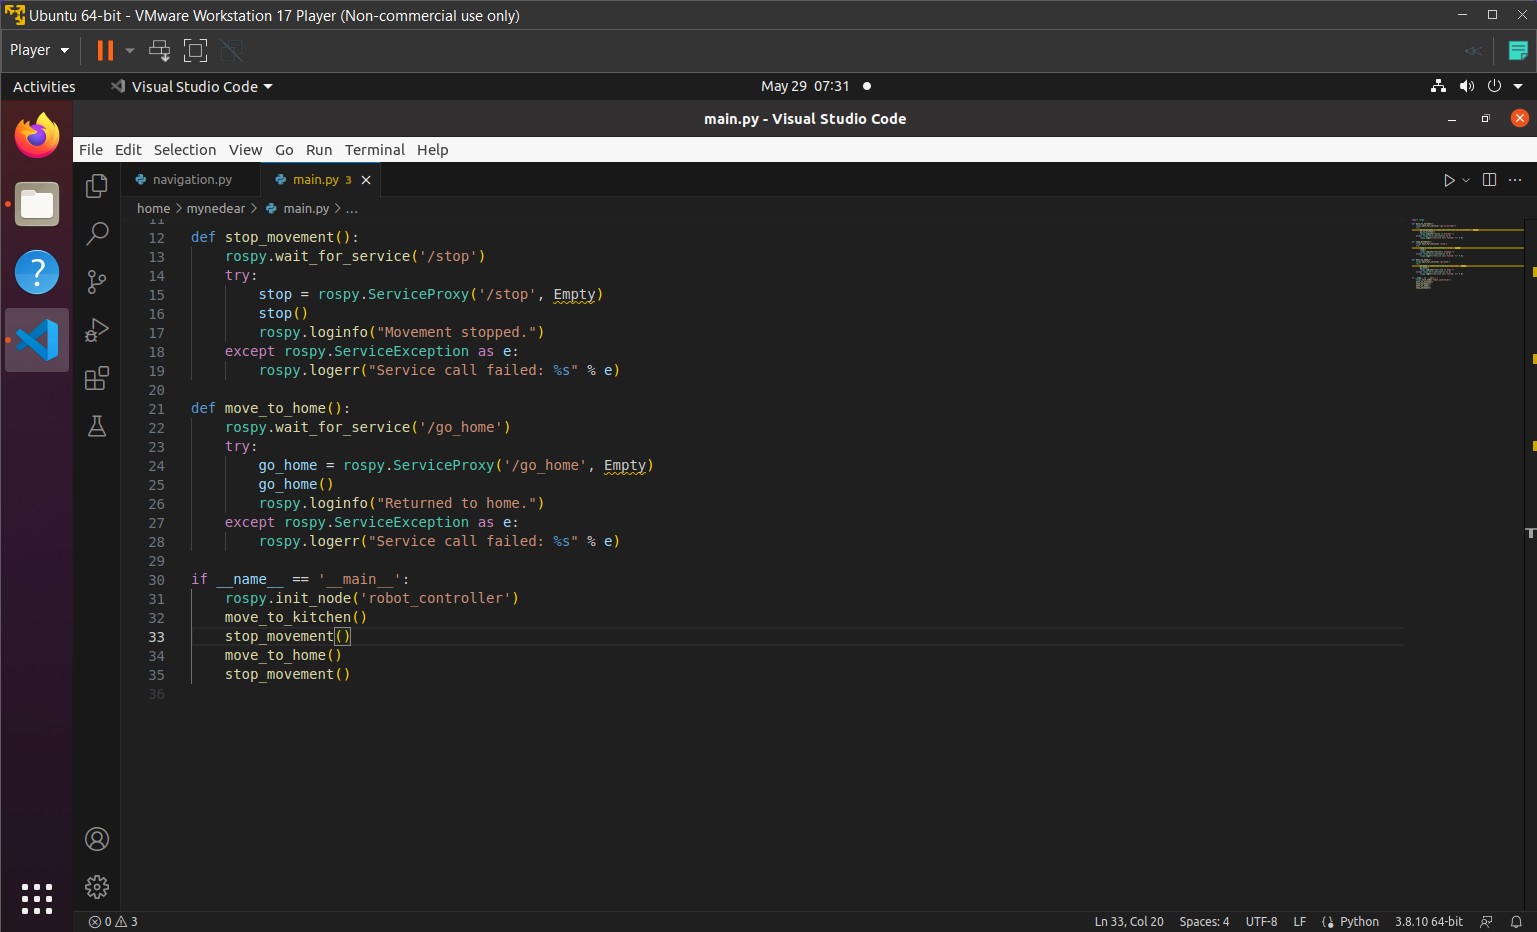 Ubuntu 64-bit - VMware Workstation 17 Player (Non-commercial use only)
Player
Activities
Visual Studio Code
May 29 07:31
main.py - Visual Studio Code
File Edit Selection View Go Run Terminal Help
navigation.py
main.py 3
home > mynedear > main.py > ...
11
12 def stop_movement():
13 rospy.wait_for_service('/stop')
14 try:
15 stop = rospy.ServiceProxy('/stop', Empty)
16 stop()
17 rospy.loginfo("Movement stopped.")
18 except rospy.ServiceException as e:
19 rospy.logerr("Service call failed: %s" % e)
20
21 def move_to_home():
22 rospy.wait_for_service('/go_home')
23 try:
24 go_home = rospy.ServiceProxy('/go_home', Empty)
25 go_home()
26 rospy.loginfo("Returned to home.")
27 except rospy.ServiceException as e:
28 rospy.logerr("Service call failed: %s" % e)
29
30 if __name__ == '__main__':
31 rospy.init_node('robot_controller')
32 move_to_kitchen()
33 stop_movement()
34 move_to_home()
35 stop_movement()
36
0 3
Ln 33, Col 20 Spaces: 4 UTF-8 LF Python 3.8.10 64-bit